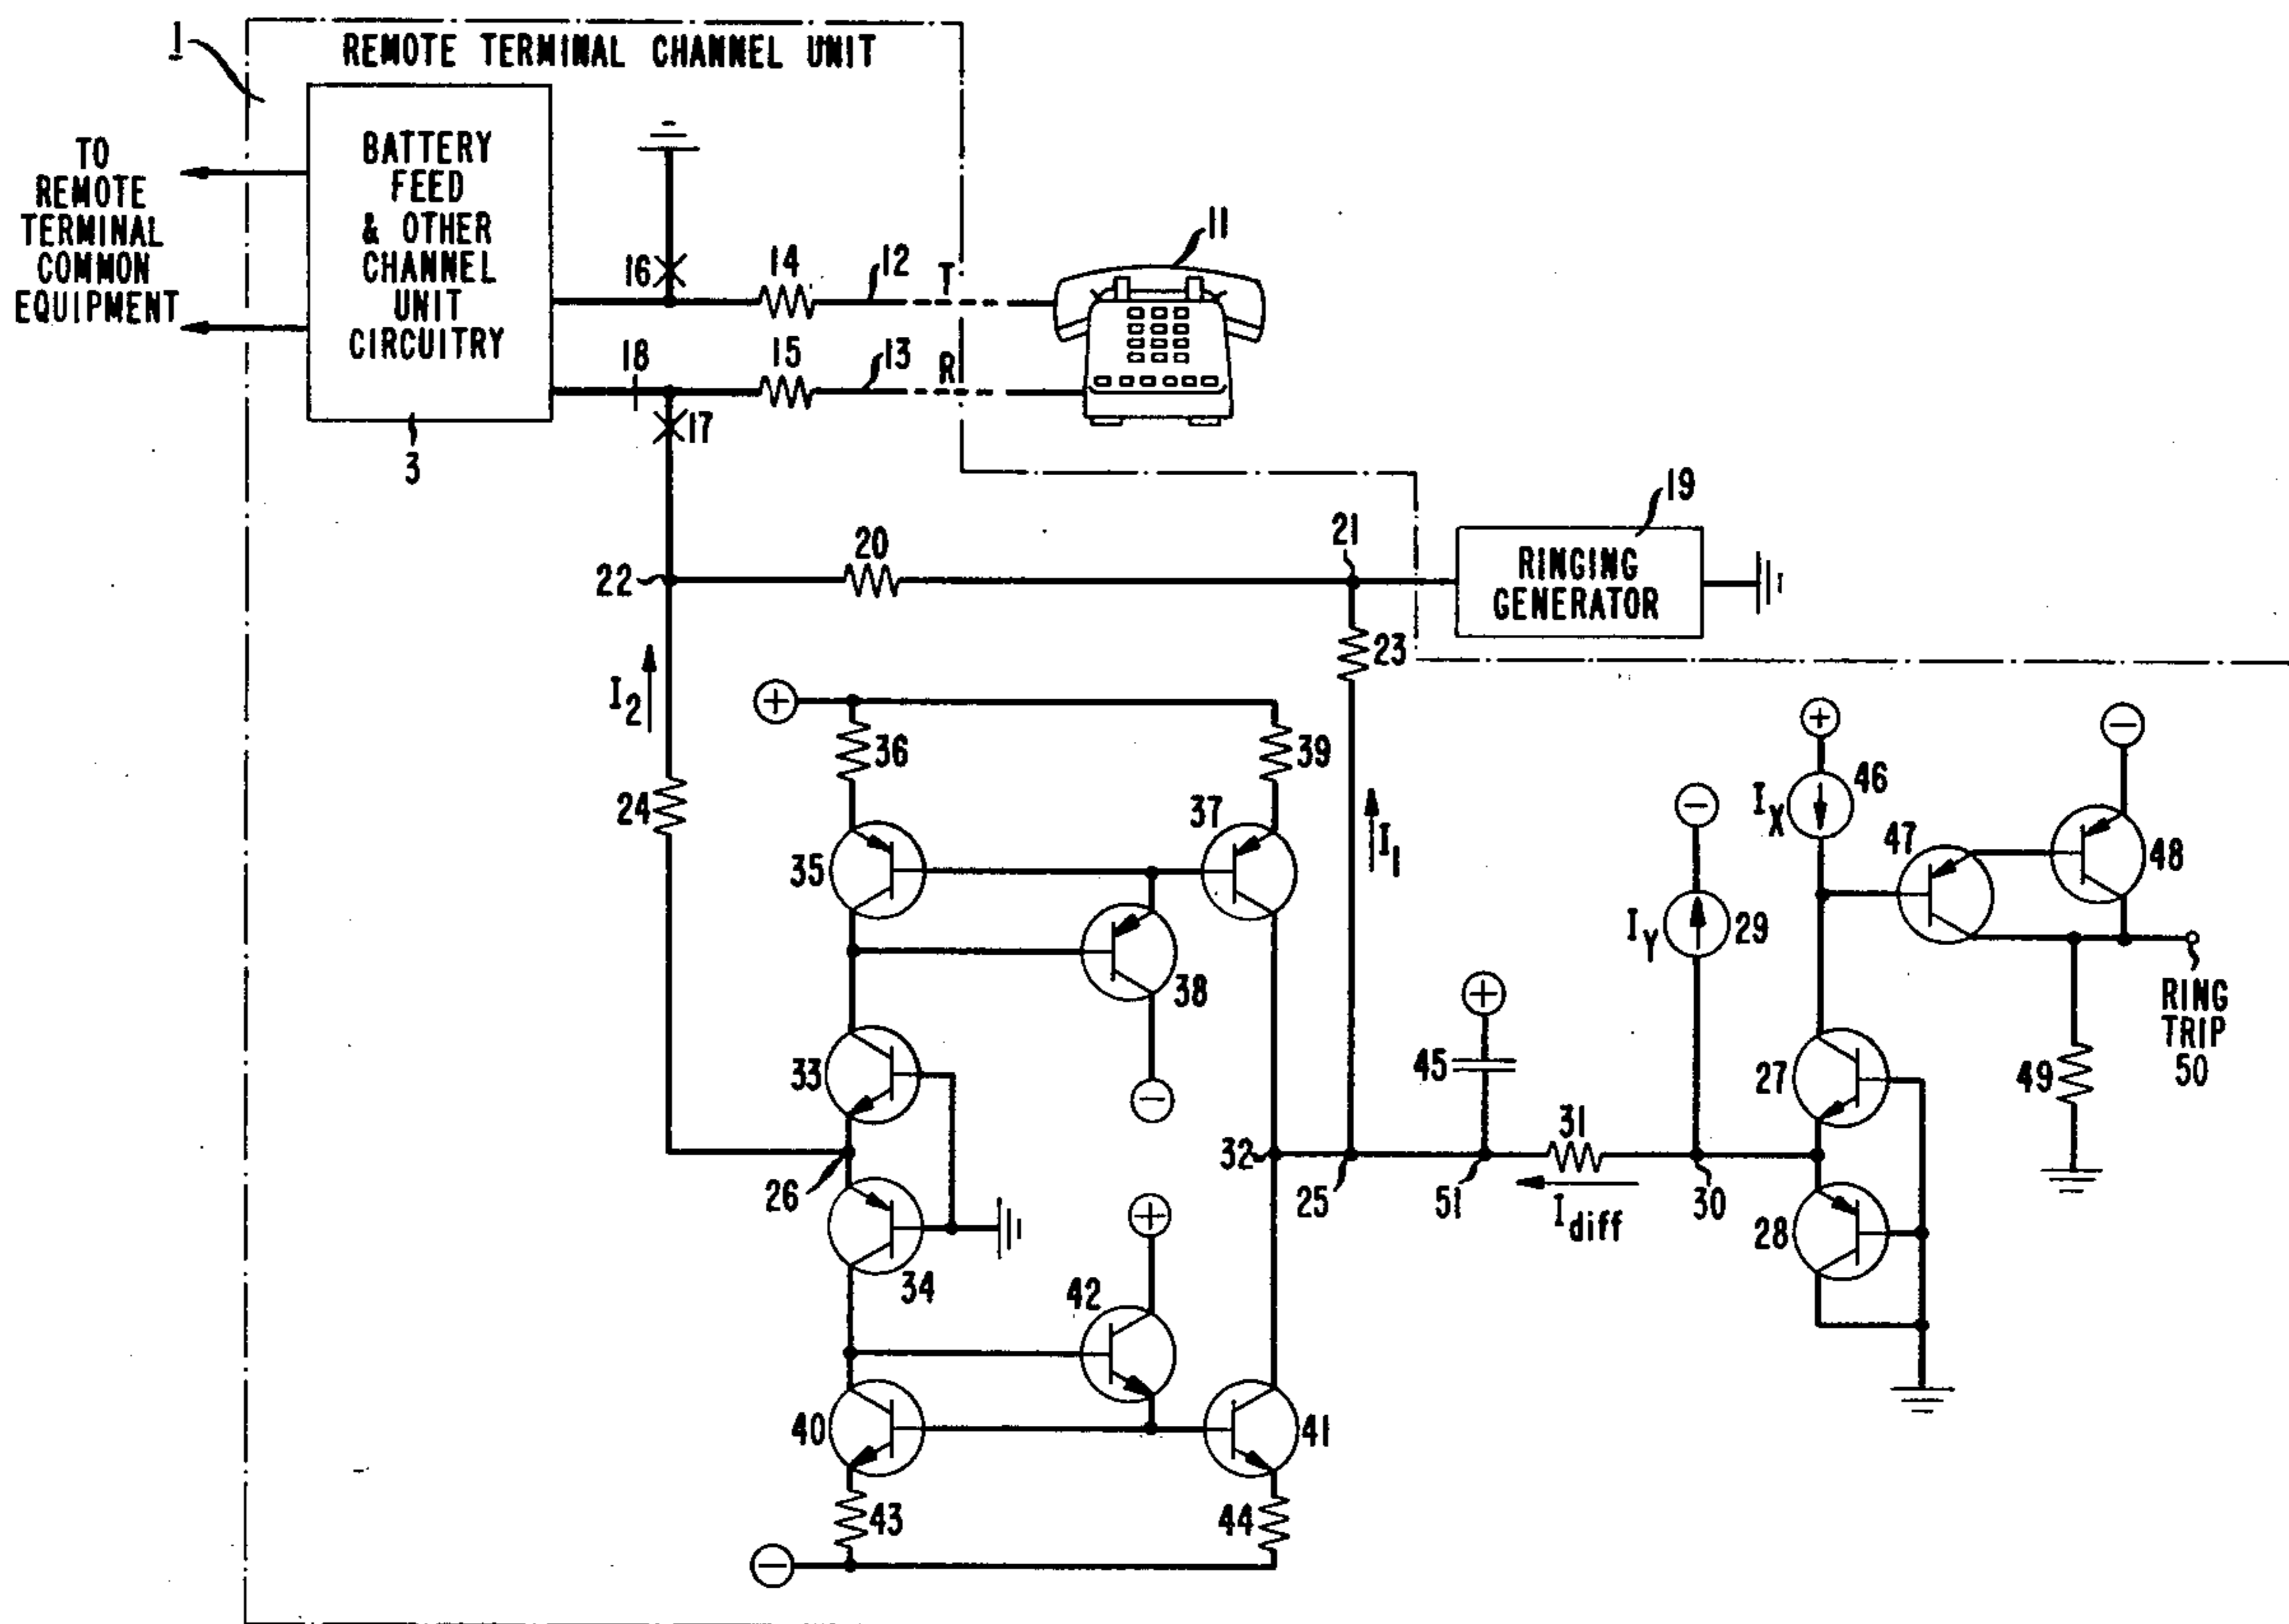 1
REMOTE TERMINAL CHANNEL UNIT
TO
REMOTE
TERMINAL
COMMON
EQUIPMENT
BATTERY
FEED
& OTHER
CHANNEL
UNIT
CIRCUITRY
3
16
14
12
T
11
18
15
13
R
17
19
RINGING
GENERATOR
22
20
21
23
I2
24
+
36
39
35
37
38
−
I1
33
26
34
32
25
42
+
40
41
43
44
−
45
+
51
31
Idiff
30
−
IY
29
+
IX
46
47
−
48
27
28
49
RING
TRIP
50